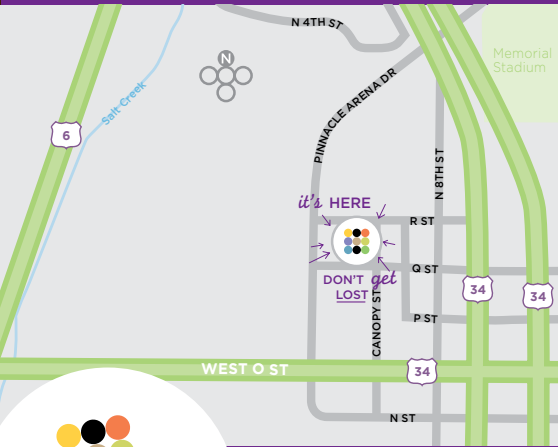 N 4TH ST
N
Memorial
Stadium
PINNACLE ARENA DR
Salt Creek
6
N 8TH ST
it's HERE
R ST
Q ST
DON'T get
LOST
34
34
CANOPY ST
P ST
WEST O ST
34
N ST